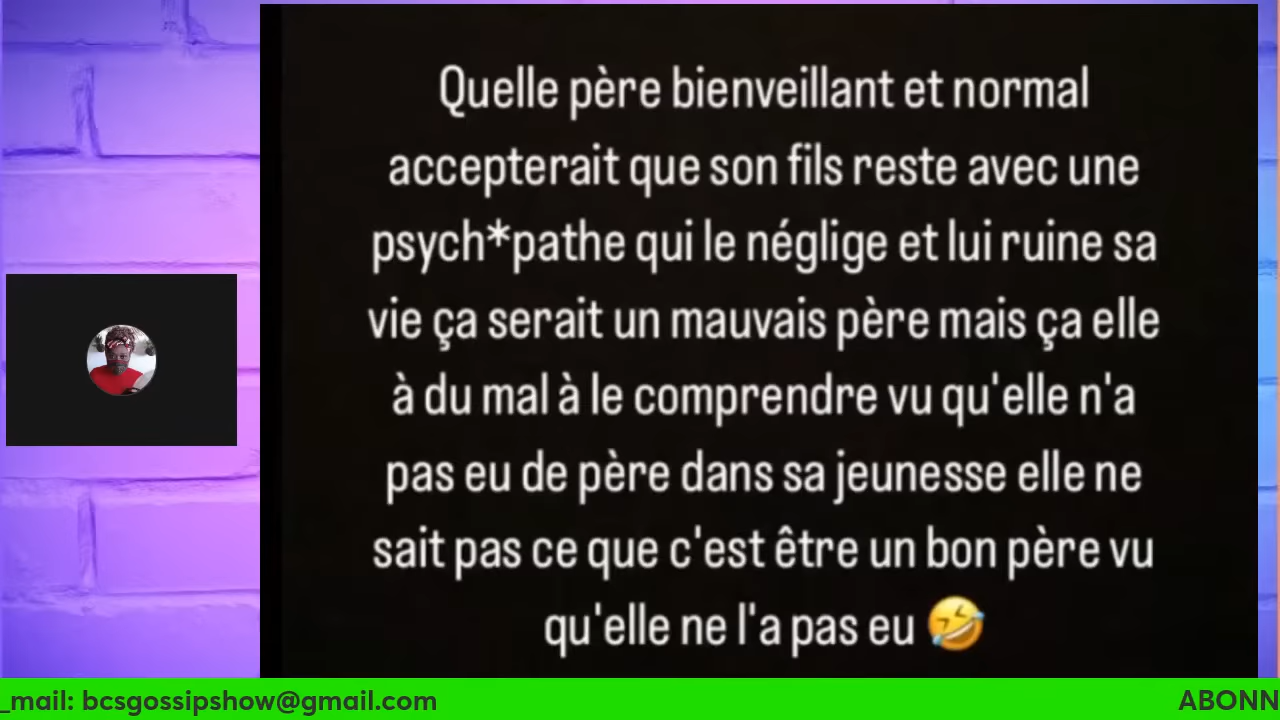 Quelle père bienveillant et normal
accepterait que son fils reste avec une
psych*pathe qui le néglige et lui ruine sa
vie ça serait un mauvais père mais ça elle
à du mal à le comprendre vu qu'elle n'a
pas eu de père dans sa jeunesse elle ne
sait pas ce que c'est être un bon père vu
qu'elle ne l'a pas eu 🤣
_mail: bcsgossipshow@gmail.com
ABONN